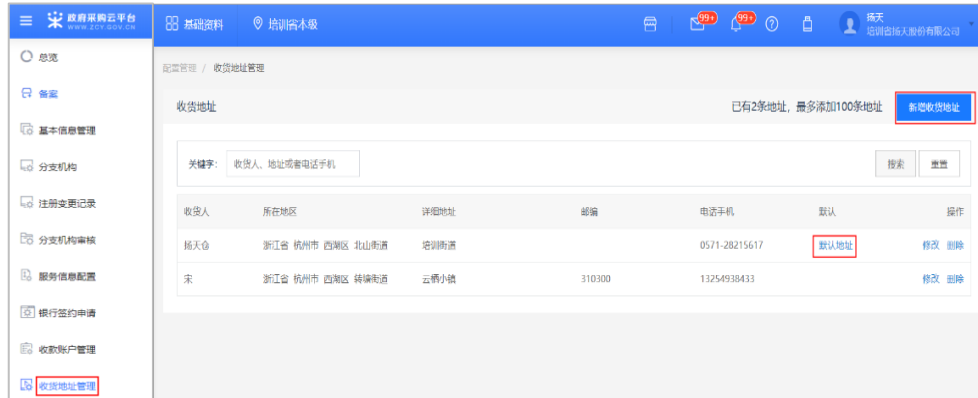 政府采购云平台
WWW.ZCY.GOV.CN
基础资料
培训省本级
99+
99+
扬天
培训省扬天股份有限公司
总览
备案
基本信息管理
分支机构
注册变更记录
分支机构审核
服务信息配置
银行签约申请
收款账户管理
收货地址管理
配置管理 / 收货地址管理
收货地址
已有2条地址，最多添加100条地址
新增收货地址
关键字：
收货人、地址或者电话手机
搜索
重置
收货人 所在地区 详细地址 邮编 电话手机 默认 操作
扬天仓 浙江省 杭州市 西湖区 北山街道 培训街道 0571-28215617 默认地址 修改 删除
宋 浙江省 杭州市 西湖区 转塘街道 云栖小镇 310300 13254938433 修改 删除